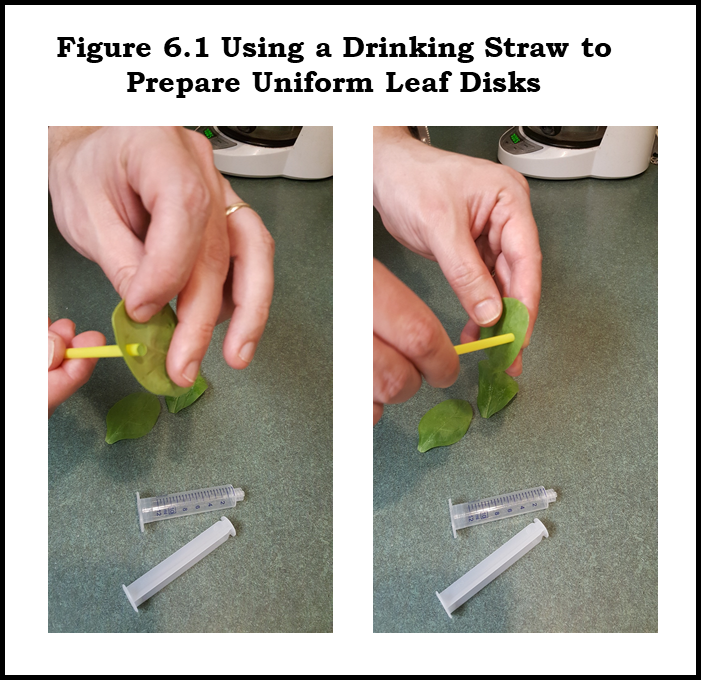 Figure 6.1 Using a Drinking Straw to
Prepare Uniform Leaf Disks